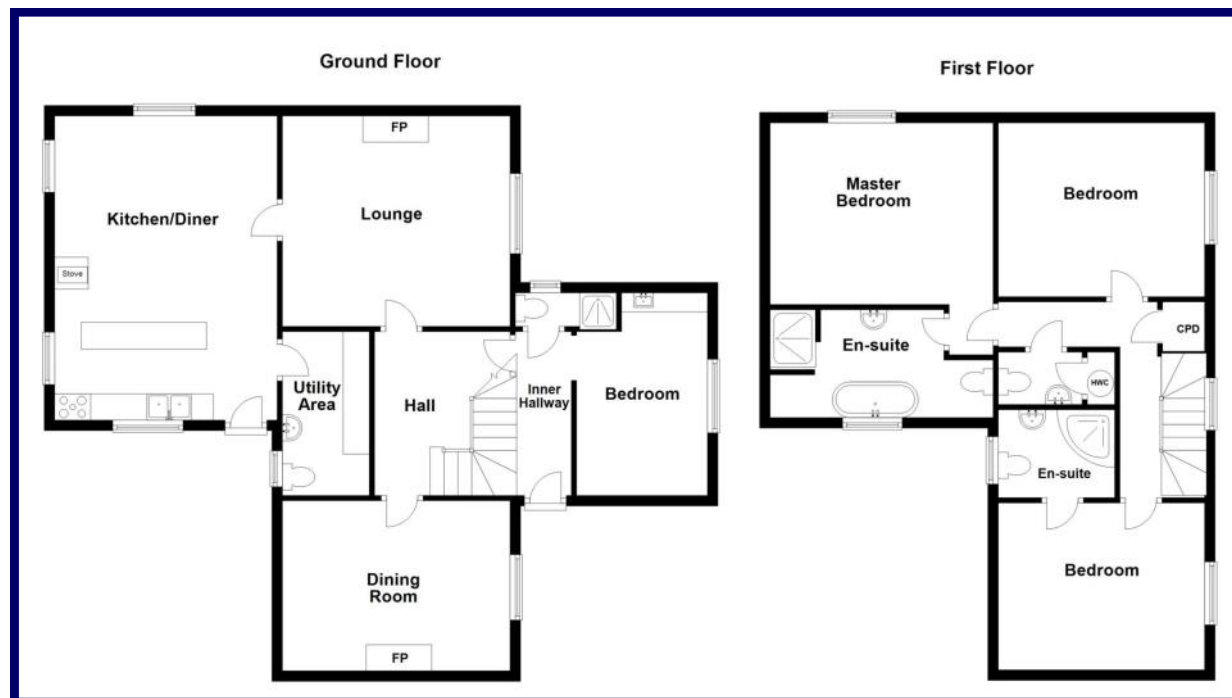 Ground Floor
FP
Kitchen/Diner
Lounge
Stove
Utility
Area
Hall
Inner
Hallway
Bedroom
Dining
Room
FP
First Floor
Master
Bedroom
Bedroom
En-suite
CPD
HWC
En-suite
Bedroom